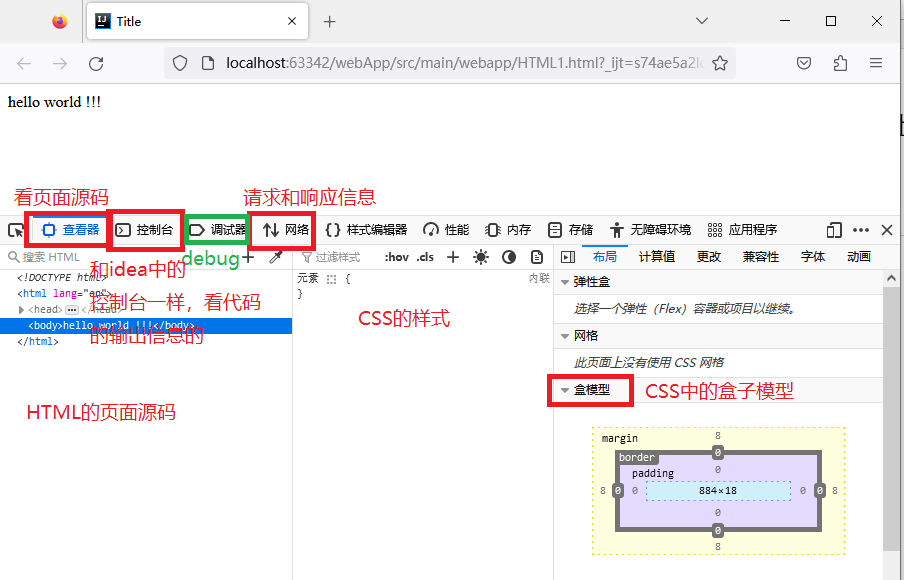 Title
localhost:63342/webApp/src/main/webapp/HTML1.html?_ijt=s74ae5a2l
hello world !!!
看页面源码
请求和响应信息
查看器 控制台 调试器 网络 样式编辑器 性能 内存 存储 无障碍环境 应用程序
debug
搜索 HTML
过滤样式 :hov .cls
布局 计算值 更改 兼容性 字体 动画
<!DOCTYPE html>
<html lang="en">
<head> </head>
<body>hello world !!!</body>
</html>
和idea中的
控制台一样，看代码
的输出信息的
HTML的页面源码
元素 { 内联
}
CSS的样式
弹性盒
选择一个弹性（Flex）容器或项目以继续。
网格
此页面上没有使用 CSS 网格
盒模型
CSS中的盒子模型
margin 8
border 0
padding 0
8 0 0 884×18 0 0 8
0
0
8